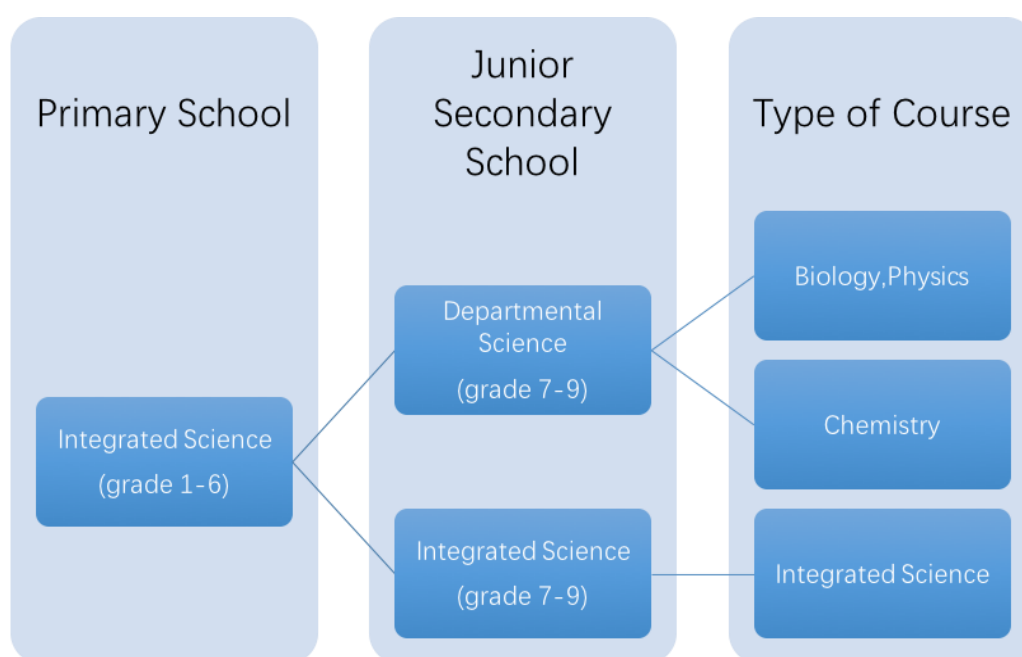 Primary School
Junior
Secondary
School
Type of Course
Integrated Science
(grade 1-6)
Departmental
Science
(grade 7-9)
Integrated Science
(grade 7-9)
Biology,Physics
Chemistry
Integrated Science